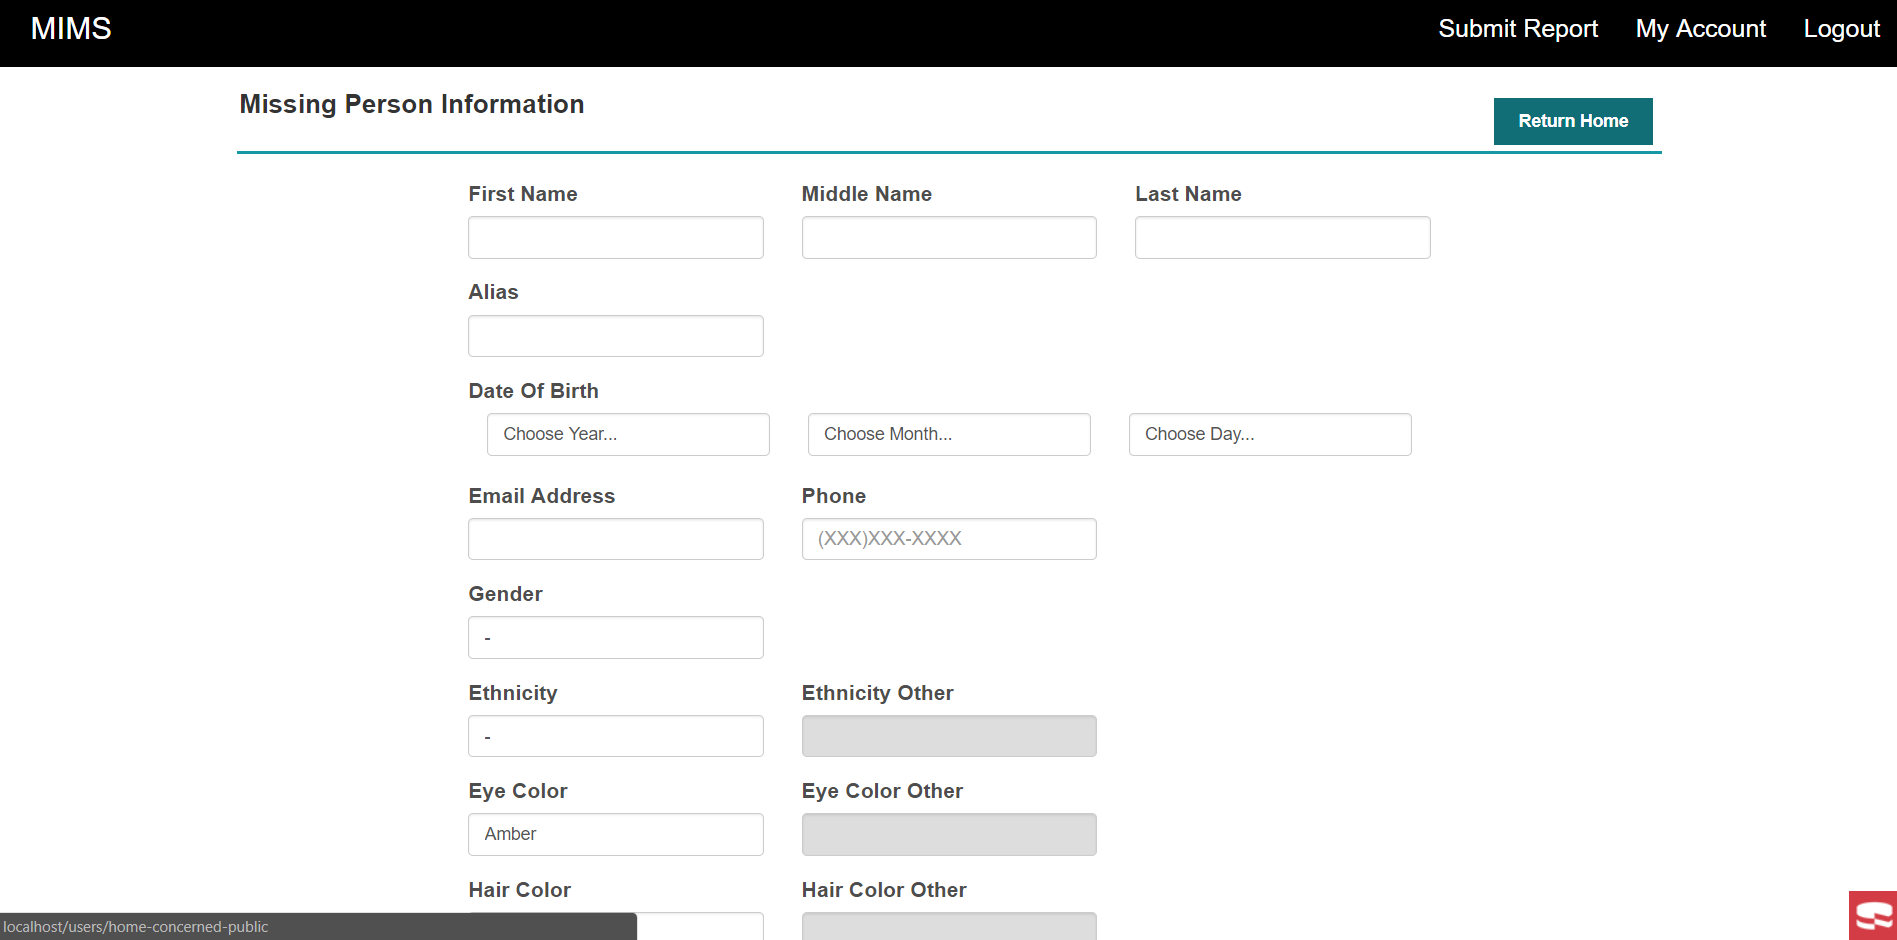 MIMS
Submit Report My Account Logout
Missing Person Information
Return Home
First Name Middle Name Last Name
Alias
Date Of Birth
Choose Year... Choose Month... Choose Day...
Email Address Phone
(XXX)XXX-XXXX
Gender
-
Ethnicity Ethnicity Other
-
Eye Color Eye Color Other
Amber
Hair Color Hair Color Other
localhost/users/home-concerned-public